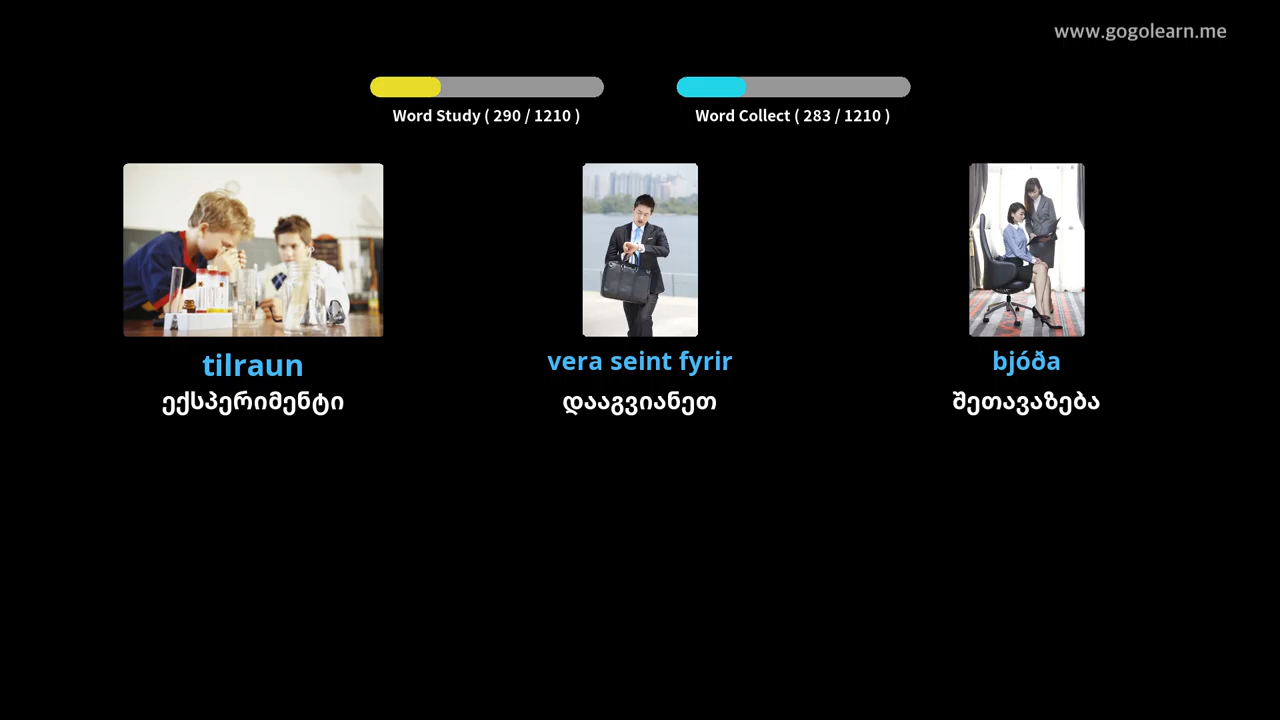 www.gogolearn.me
Word Study ( 290 / 1210 )
Word Collect ( 283 / 1210 )
tilraun
vera seint fyrir
bjóða
ექსპერიმენტი
დააგვიანეთ
შეთავაზება